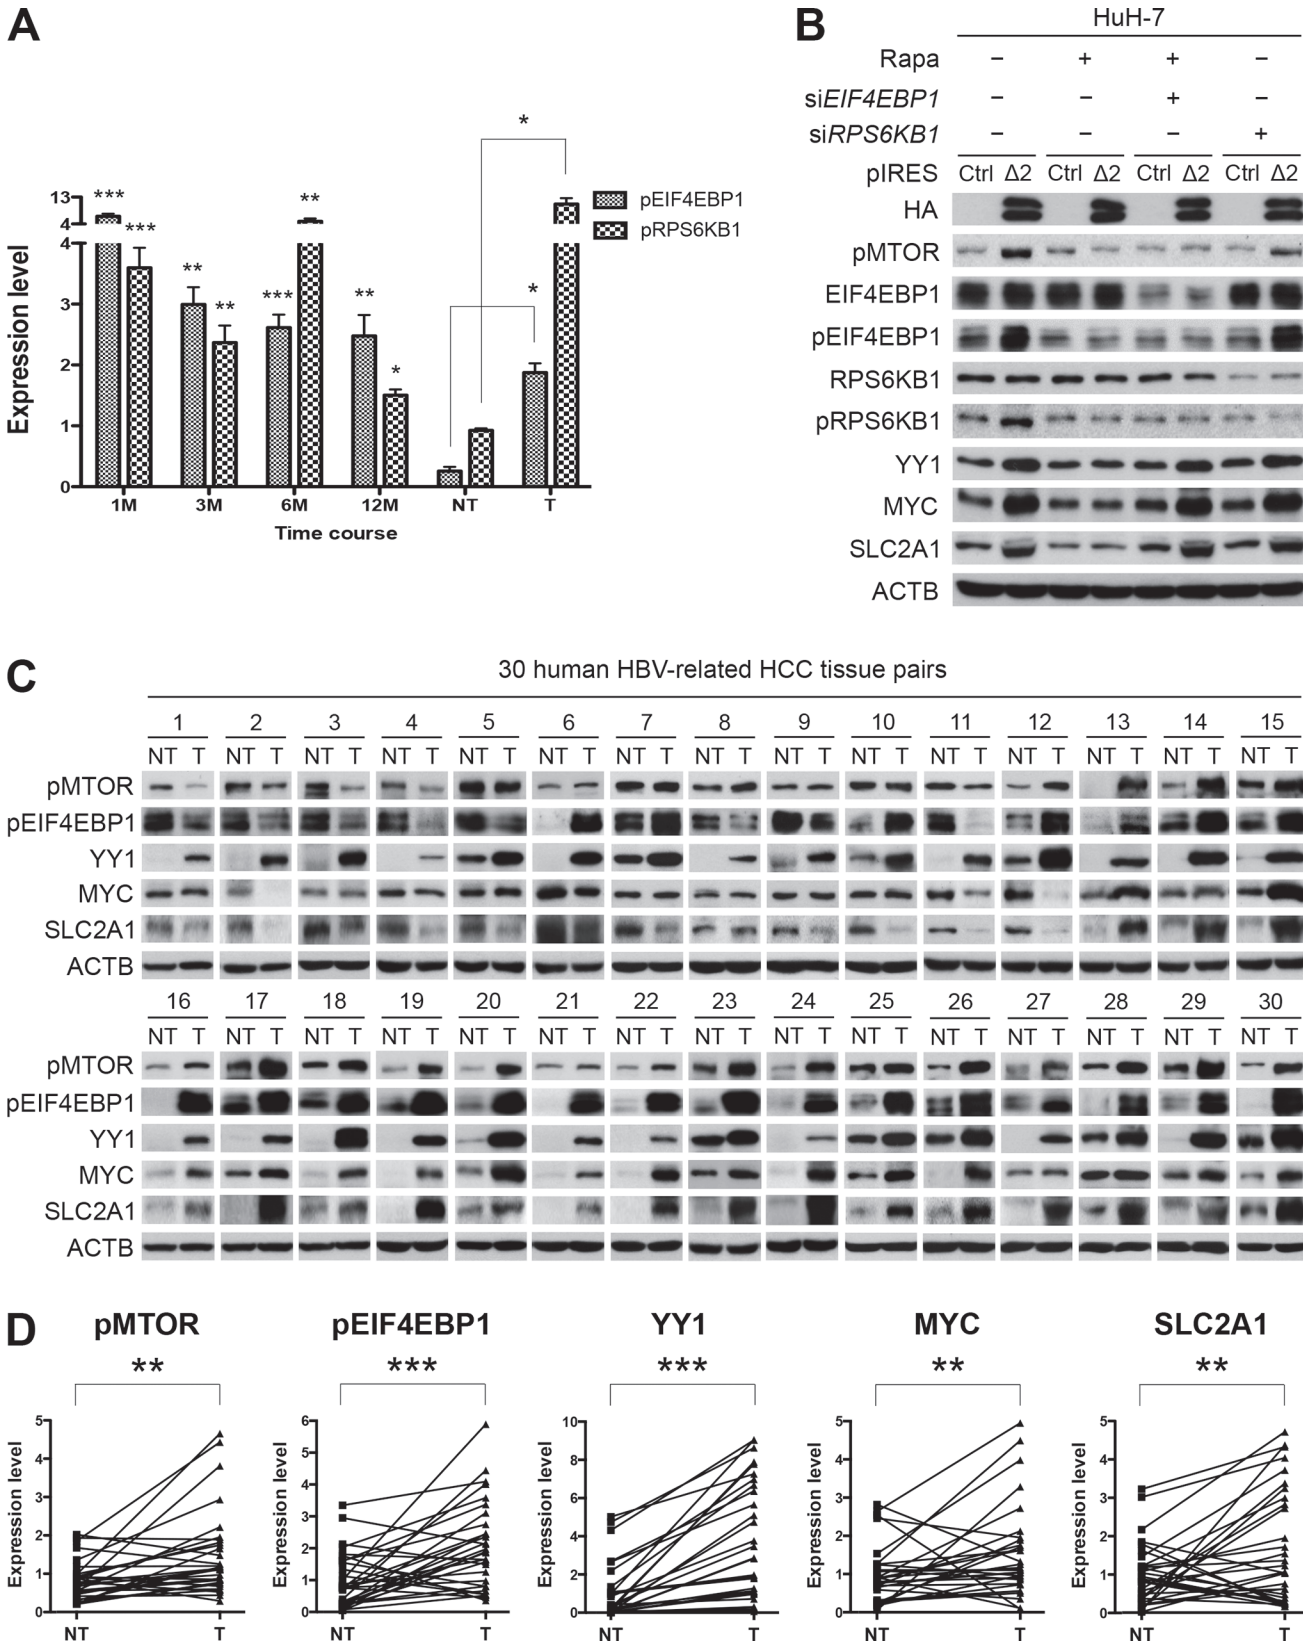 A
***
***
**
**
***
**
**
*
*
*
13
4
4
3
2
1
0
Expression level
1M
3M
6M
12M
NT
T
Time course
pEIF4EBP1
pRPS6KB1
B
HuH-7
Rapa – + + –
siEIF4EBP1 – – + –
siRPS6KB1 – – – +
pIRES Ctrl Δ2 Ctrl Δ2 Ctrl Δ2 Ctrl Δ2
HA
pMTOR
EIF4EBP1
pEIF4EBP1
RPS6KB1
pRPS6KB1
YY1
MYC
SLC2A1
ACTB
C
30 human HBV-related HCC tissue pairs
1 2 3 4 5 6 7 8 9 10 11 12 13 14 15
NT T NT T NT T NT T NT T NT T NT T NT T NT T NT T NT T NT T NT T NT T NT T
pMTOR
pEIF4EBP1
YY1
MYC
SLC2A1
ACTB
16 17 18 19 20 21 22 23 24 25 26 27 28 29 30
NT T NT T NT T NT T NT T NT T NT T NT T NT T NT T NT T NT T NT T NT T NT T
pMTOR
pEIF4EBP1
YY1
MYC
SLC2A1
ACTB
D
pMTOR
**
Expression level
5
4
3
2
1
0
NT T
pEIF4EBP1
***
Expression level
6
5
4
3
2
1
0
NT T
YY1
***
Expression level
10
8
6
4
2
0
NT T
MYC
**
Expression level
5
4
3
2
1
0
NT T
SLC2A1
**
Expression level
5
4
3
2
1
0
NT T